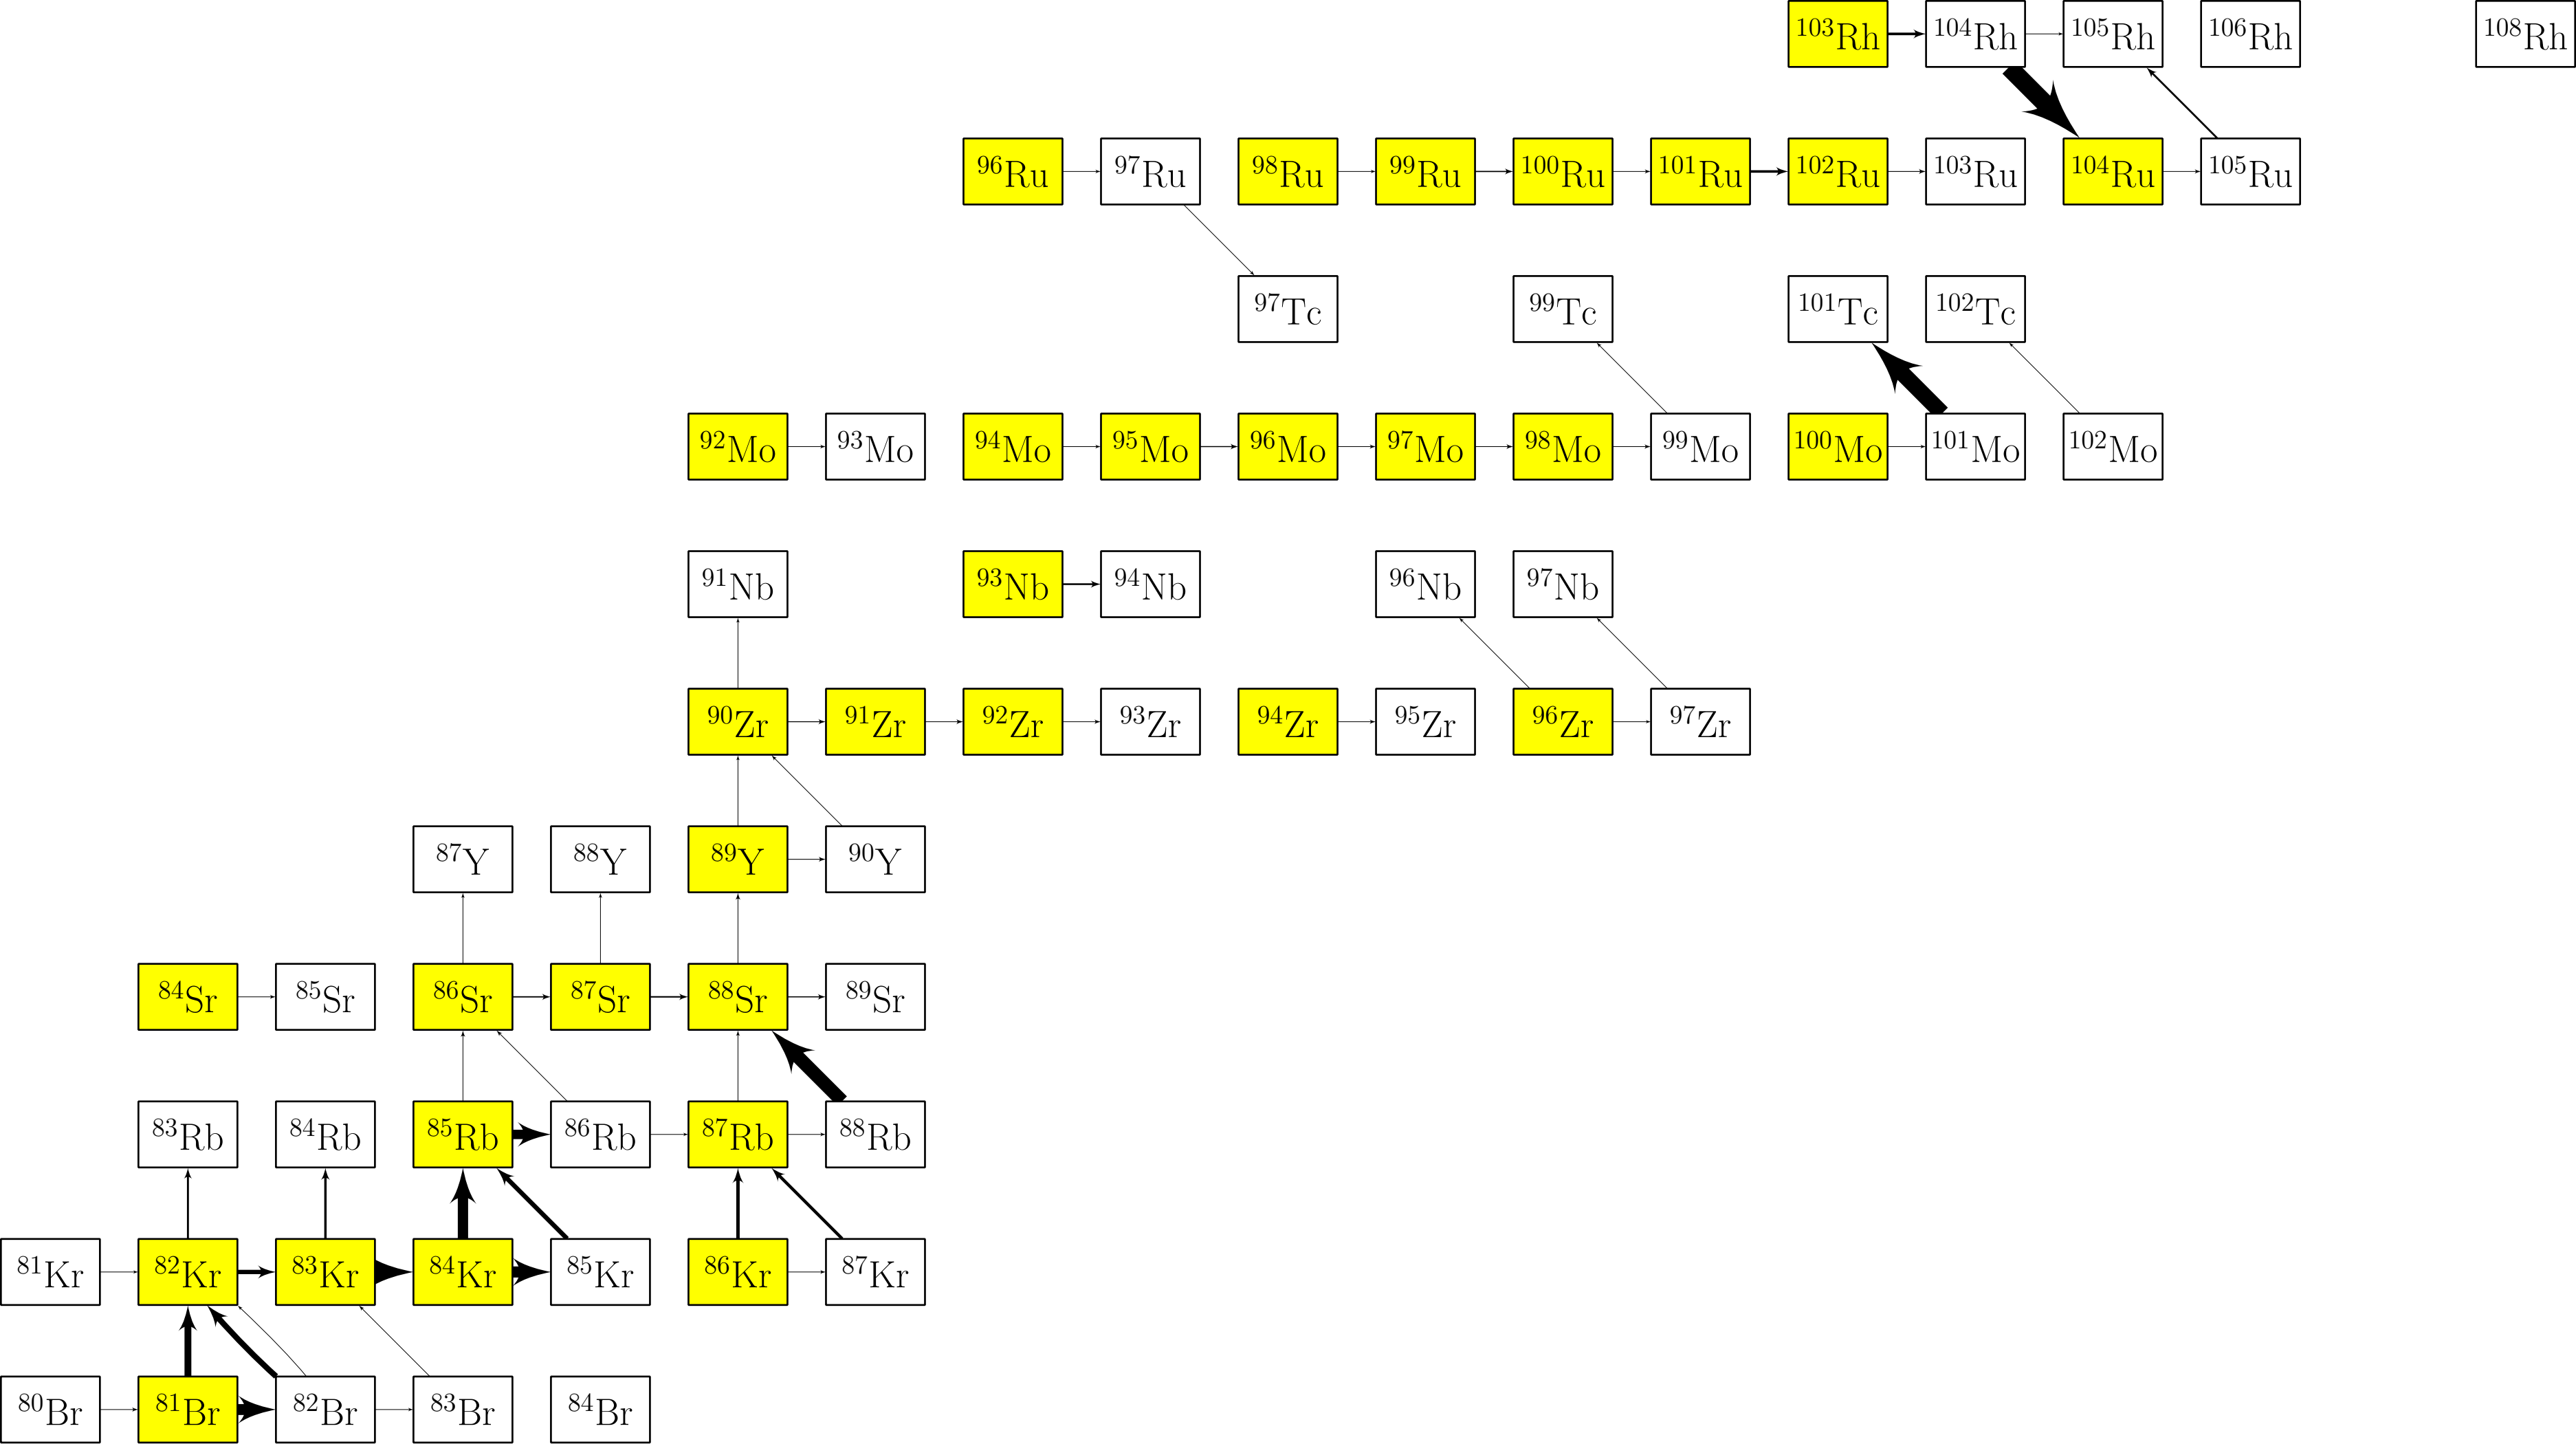 103Rh 104Rh 105Rh 106Rh 108Rh
96Ru 97Ru 98Ru 99Ru 100Ru 101Ru 102Ru 103Ru 104Ru 105Ru
97Tc 99Tc 101Tc 102Tc
92Mo 93Mo 94Mo 95Mo 96Mo 97Mo 98Mo 99Mo 100Mo 101Mo 102Mo
91Nb 93Nb 94Nb 96Nb 97Nb
90Zr 91Zr 92Zr 93Zr 94Zr 95Zr 96Zr 97Zr
87Y 88Y 89Y 90Y
84Sr 85Sr 86Sr 87Sr 88Sr 89Sr
83Rb 84Rb 85Rb 86Rb 87Rb 88Rb
81Kr 82Kr 83Kr 84Kr 85Kr 86Kr 87Kr
80Br 81Br 82Br 83Br 84Br